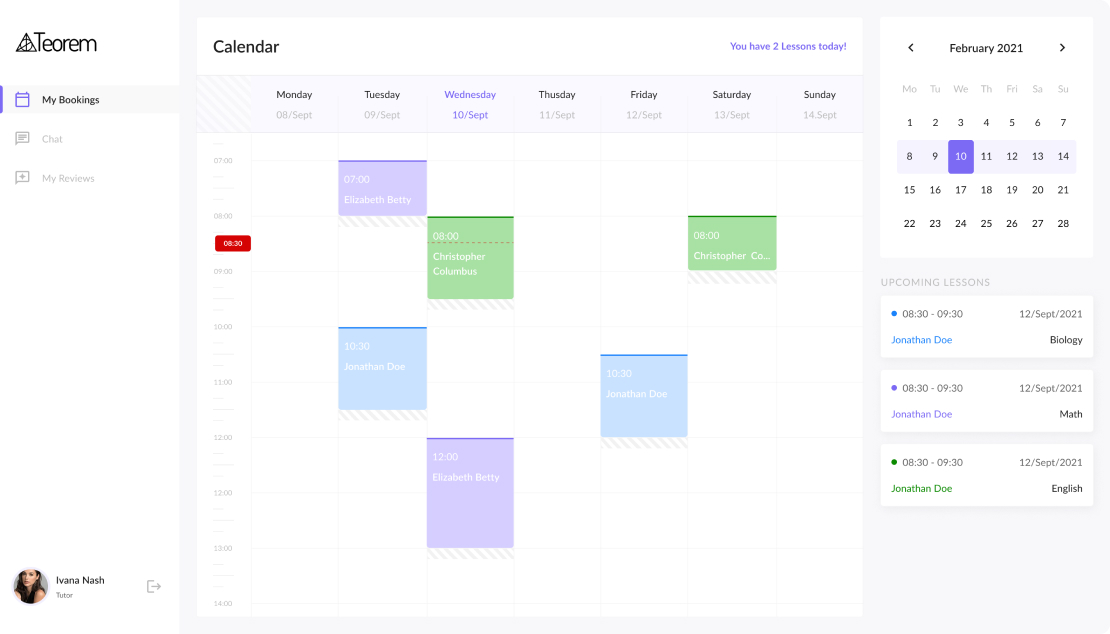 Teorem
My Bookings
Chat
My Reviews
Ivana Nash
Tutor
Calendar
You have 2 Lessons today!
Monday
08/Sept
Tuesday
09/Sept
Wednesday
10/Sept
Thusday
11/Sept
Friday
12/Sept
Saturday
13/Sept
Sunday
14.Sept
07:00
08:00
08:30
09:00
10:00
11:00
12:00
12:00
13:00
14:00
07:00
Elizabeth Betty
10:30
Jonathan Doe
08:00
Christopher
Columbus
12:00
Elizabeth Betty
10:30
Jonathan Doe
08:00
Christopher Co...
February 2021
Mo Tu We Th Fri Sa Su
1 2 3 4 5 6 7
8 9 10 11 12 13 14
15 16 17 18 19 20 21
22 23 24 25 26 27 28
UPCOMING LESSONS
08:30 - 09:30 12/Sept/2021
Jonathan Doe Biology
08:30 - 09:30 12/Sept/2021
Jonathan Doe Math
08:30 - 09:30 12/Sept/2021
Jonathan Doe English